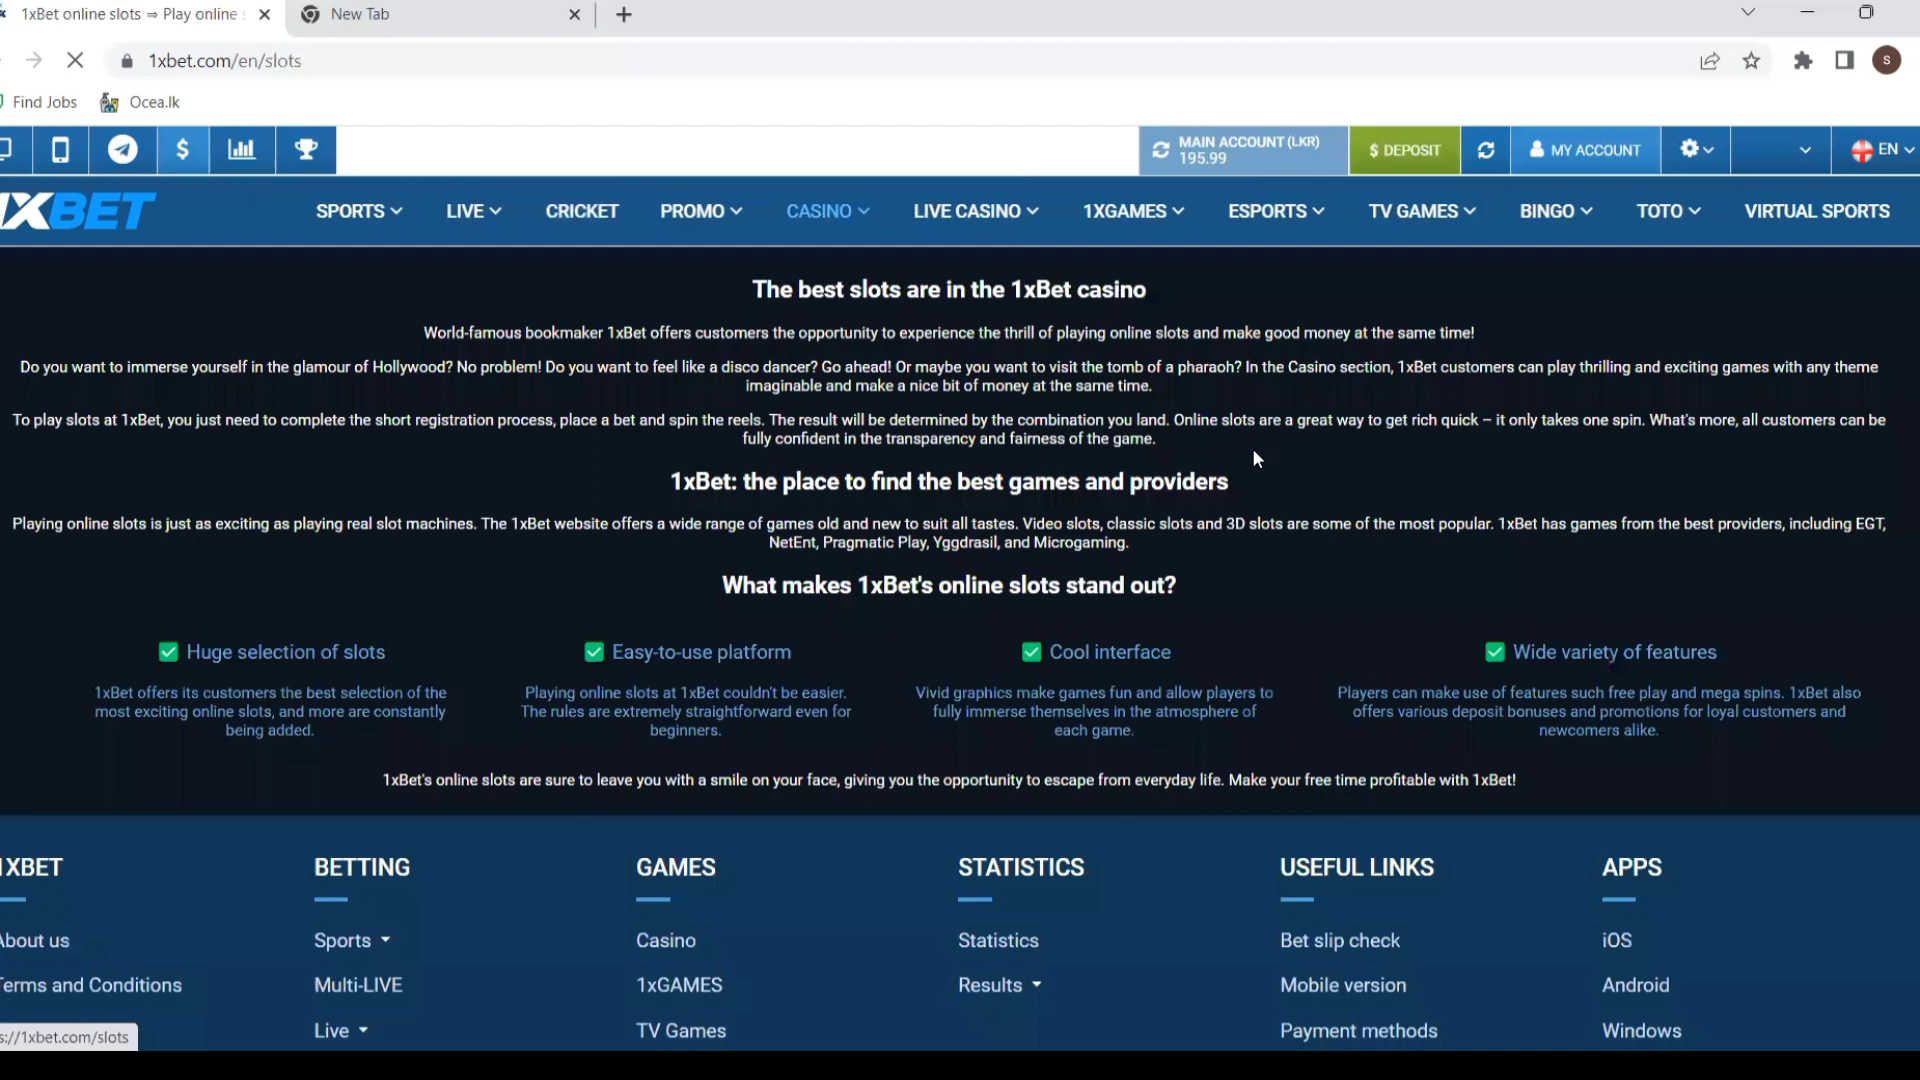 1xBet online slots ⇒ Play online
New Tab
1xbet.com/en/slots
S
Find Jobs
Ocea.lk
MAIN ACCOUNT (LKR)
195.99
$ DEPOSIT
MY ACCOUNT
EN
1XBET
SPORTS LIVE CRICKET PROMO CASINO LIVE CASINO 1XGAMES ESPORTS TV GAMES BINGO TOTO VIRTUAL SPORTS
The best slots are in the 1xBet casino
World-famous bookmaker 1xBet offers customers the opportunity to experience the thrill of playing online slots and make good money at the same time!
Do you want to immerse yourself in the glamour of Hollywood? No problem! Do you want to feel like a disco dancer? Go ahead! Or maybe you want to visit the tomb of a pharaoh? In the Casino section, 1xBet customers can play thrilling and exciting games with any theme
imaginable and make a nice bit of money at the same time.
To play slots at 1xBet, you just need to complete the short registration process, place a bet and spin the reels. The result will be determined by the combination you land. Online slots are a great way to get rich quick – it only takes one spin. What's more, all customers can be
fully confident in the transparency and fairness of the game.
1xBet: the place to find the best games and providers
Playing online slots is just as exciting as playing real slot machines. The 1xBet website offers a wide range of games old and new to suit all tastes. Video slots, classic slots and 3D slots are some of the most popular. 1xBet has games from the best providers, including EGT,
NetEnt, Pragmatic Play, Yggdrasil, and Microgaming.
What makes 1xBet's online slots stand out?
Huge selection of slots
1xBet offers its customers the best selection of the
most exciting online slots, and more are constantly
being added.
Easy-to-use platform
Playing online slots at 1xBet couldn't be easier.
The rules are extremely straightforward even for
beginners.
Cool interface
Vivid graphics make games fun and allow players to
fully immerse themselves in the atmosphere of
each game.
Wide variety of features
Players can make use of features such free play and mega spins. 1xBet also
offers various deposit bonuses and promotions for loyal customers and
newcomers alike.
1xBet's online slots are sure to leave you with a smile on your face, giving you the opportunity to escape from everyday life. Make your free time profitable with 1xBet!
1XBET
About us
Terms and Conditions
BETTING
Sports
Multi-LIVE
Live
GAMES
Casino
1xGAMES
TV Games
STATISTICS
Statistics
Results
USEFUL LINKS
Bet slip check
Mobile version
Payment methods
APPS
iOS
Android
Windows
s://1xbet.com/slots